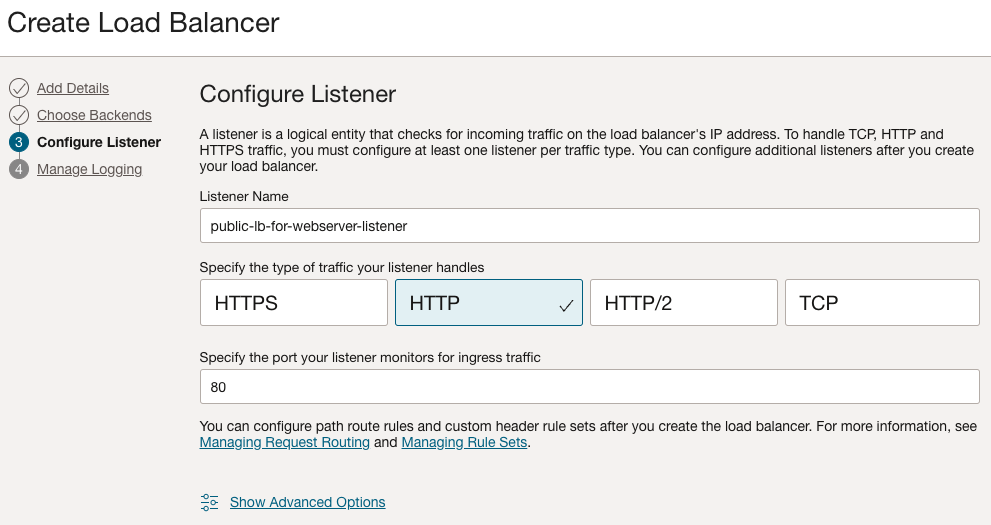 Create Load Balancer
Add Details
Choose Backends
3 Configure Listener
4 Manage Logging
Configure Listener
A listener is a logical entity that checks for incoming traffic on the load balancer's IP address. To handle TCP, HTTP and
HTTPS traffic, you must configure at least one listener per traffic type. You can configure additional listeners after you create
your load balancer.
Listener Name
public-lb-for-webserver-listener
Specify the type of traffic your listener handles
HTTPS HTTP HTTP/2 TCP
Specify the port your listener monitors for ingress traffic
80
You can configure path route rules and custom header rule sets after you create the load balancer. For more information, see
Managing Request Routing and Managing Rule Sets.
Show Advanced Options